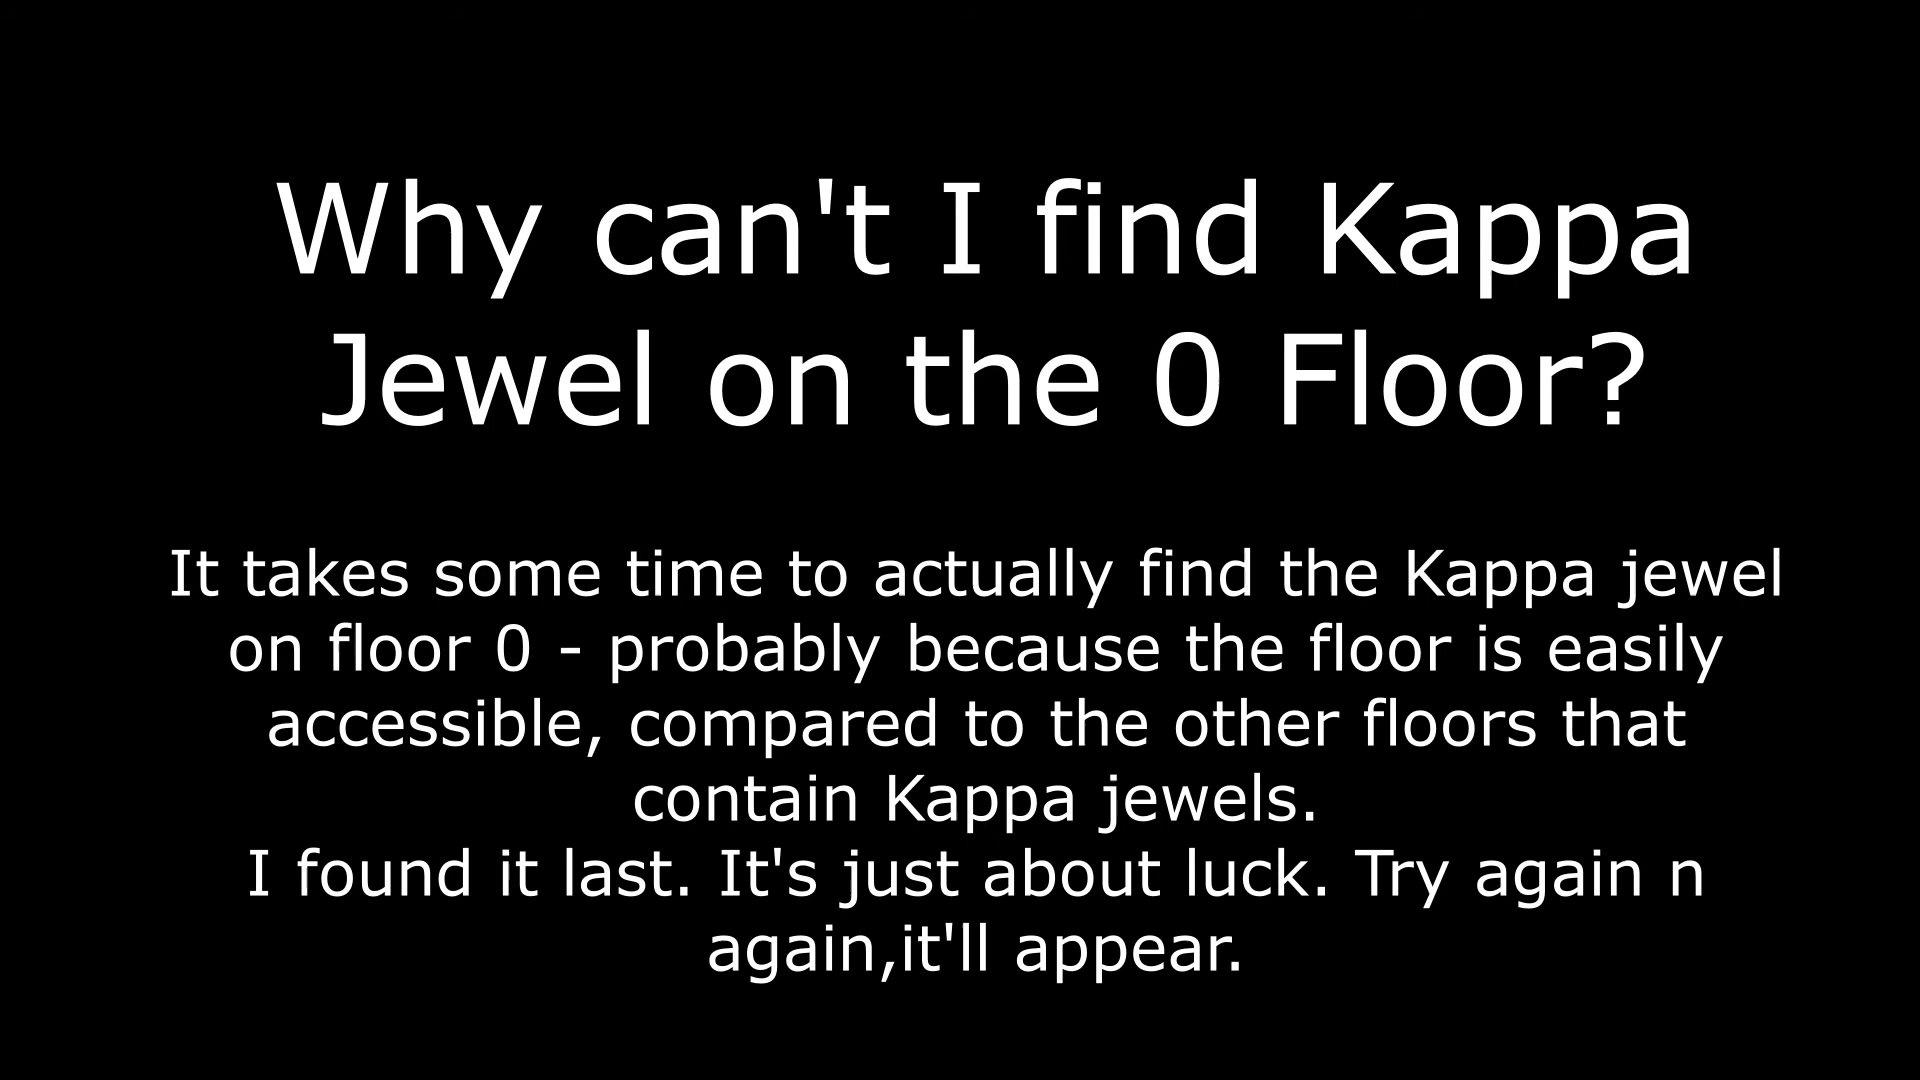 Why can't I find Kappa
Jewel on the 0 Floor?
It takes some time to actually find the Kappa jewel
on floor 0 - probably because the floor is easily
accessible, compared to the other floors that
contain Kappa jewels.
I found it last. It's just about luck. Try again n
again,it'll appear.